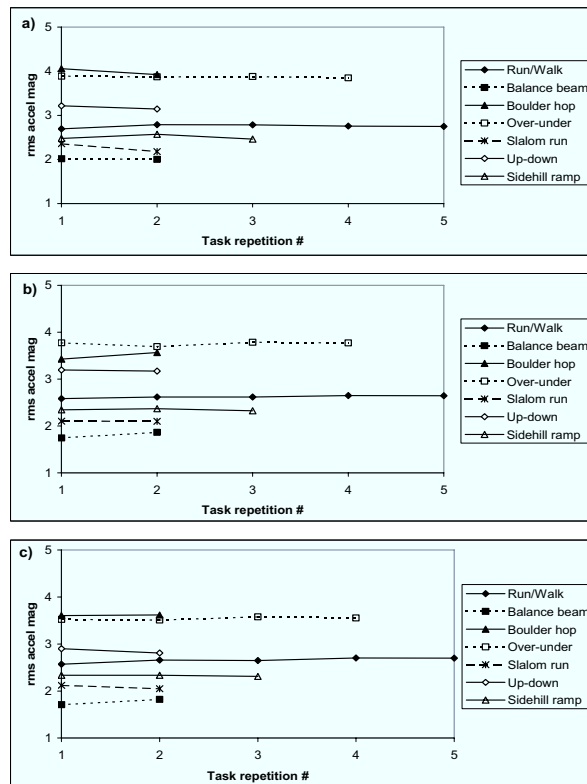 a)
5
4
3
2
1
rms accel mag
1 2 3 4 5
Task repetition #
Run/Walk
Balance beam
Boulder hop
Over-under
Slalom run
Up-down
Sidehill ramp
b)
5
4
3
2
1
rms accel mag
1 2 3 4 5
Task repetition #
Run/Walk
Balance beam
Boulder hop
Over-under
Slalom run
Up-down
Sidehill ramp
c)
5
4
3
2
1
rms accel mag
1 2 3 4 5
Task repetition #
Run/Walk
Balance beam
Boulder hop
Over-under
Slalom run
Up-down
Sidehill ramp